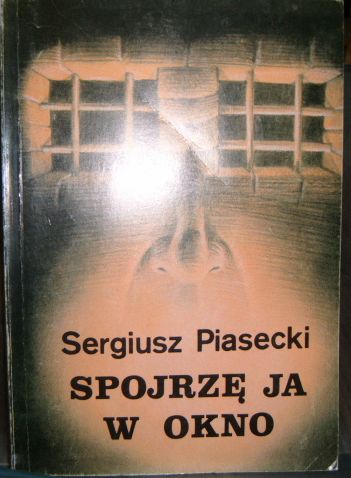 Sergiusz Piasecki
SPOJRZĘ JA
W OKNO